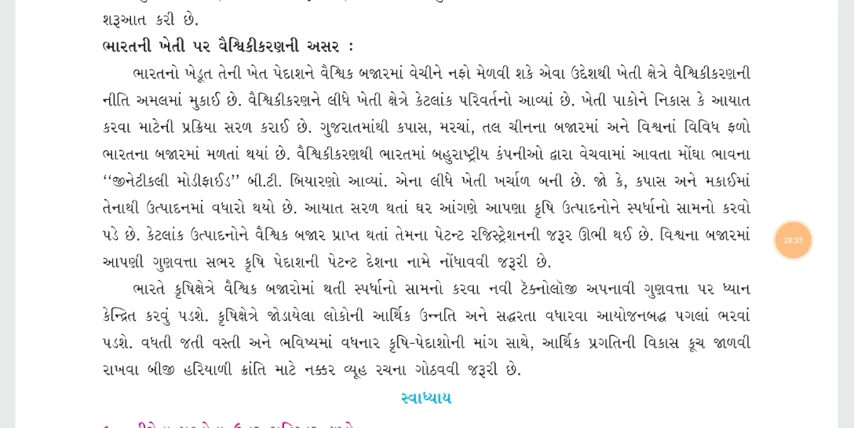 શરૂઆત કરી છે.
ભારતની ખેતી પર વૈશ્વિકીકરણની અસર :
ભારતનો ખેડૂત તેની ખેત પેદાશને વૈશ્વિક બજારમાં વેચીને નફો મેળવી શકે એવા ઉદેશથી ખેતી ક્ષેત્રે વૈશ્વિકીકરણની
નીતિ અમલમાં મુકાઈ છે. વૈશ્વિકીકરણને લીધે ખેતી ક્ષેત્રે કેટલાંક પરિવર્તનો આવ્યાં છે. ખેતી પાકોને નિકાસ કે આયાત
કરવા માટેની પ્રક્રિયા સરળ કરાઈ છે. ગુજરાતમાંથી કપાસ, મરચાં, તલ ચીનના બજારમાં અને વિશ્વનાં વિવિધ ફળો
ભારતના બજારમાં મળતાં થયાં છે. વૈશ્વિકીકરણથી ભારતમાં બહુરાષ્ટ્રીય કંપનીઓ દ્વારા વેચવામાં આવતા મોંઘા ભાવના
“જીનેટીકલી મોડીફાઈડ” બી.ટી. બિયારણો આવ્યાં. એના લીધે ખેતી ખર્ચાળ બની છે. જો કે, કપાસ અને મકાઈમાં
તેનાથી ઉત્પાદનમાં વધારો થયો છે. આયાત સરળ થતાં ઘર આંગણે આપણા કૃષિ ઉત્પાદનોને સ્પર્ધાનો સામનો કરવો
પડે છે. કેટલાંક ઉત્પાદનોને વૈશ્વિક બજાર પ્રાપ્ત થતાં તેમના પેટન્ટ રજિસ્ટ્રેશનની જરૂર ઊભી થઈ છે. વિશ્વના બજારમાં
આપણી ગુણવત્તા સભર કૃષિ પેદાશની પેટન્ટ દેશના નામે નોંધાવવી જરૂરી છે.
ભારતે કૃષિક્ષેત્રે વૈશ્વિક બજારોમાં થતી સ્પર્ધાનો સામનો કરવા નવી ટૅક્નોલૉજી અપનાવી ગુણવત્તા પર ધ્યાન
કેન્દ્રિત કરવું પડશે. કૃષિક્ષેત્રે જોડાયેલા લોકોની આર્થિક ઉન્નતિ અને સદ્ધરતા વધારવા આયોજનબદ્ધ પગલાં ભરવાં
પડશે. વધતી જતી વસ્તી અને ભવિષ્યમાં વધનાર કૃષિ-પેદાશોની માંગ સાથે, આર્થિક પ્રગતિની વિકાસ કૂચ જાળવી
રાખવા બીજી હરિયાળી ક્રાંતિ માટે નક્કર વ્યૂહ રચના ગોઠવવી જરૂરી છે.
સ્વાધ્યાય